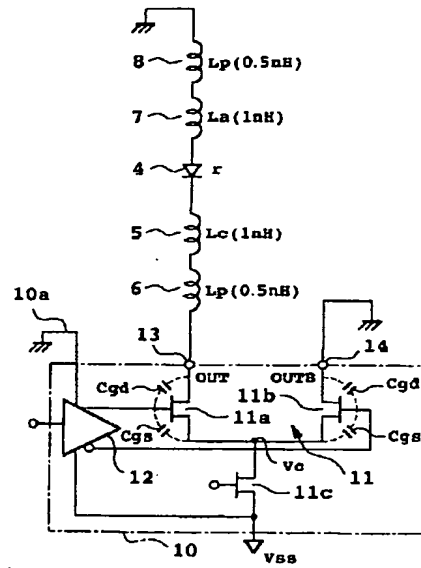 8 Lp(0.5nH)
7 La(1nH)
4 r
5 Lc(1nH)
6 Lp(0.5nH)
10a
13
14
OUT
OUTB
Cgd
Cgd
11a
11b
Cgs
Cgs
12
Vc
11
11c
10
Vss